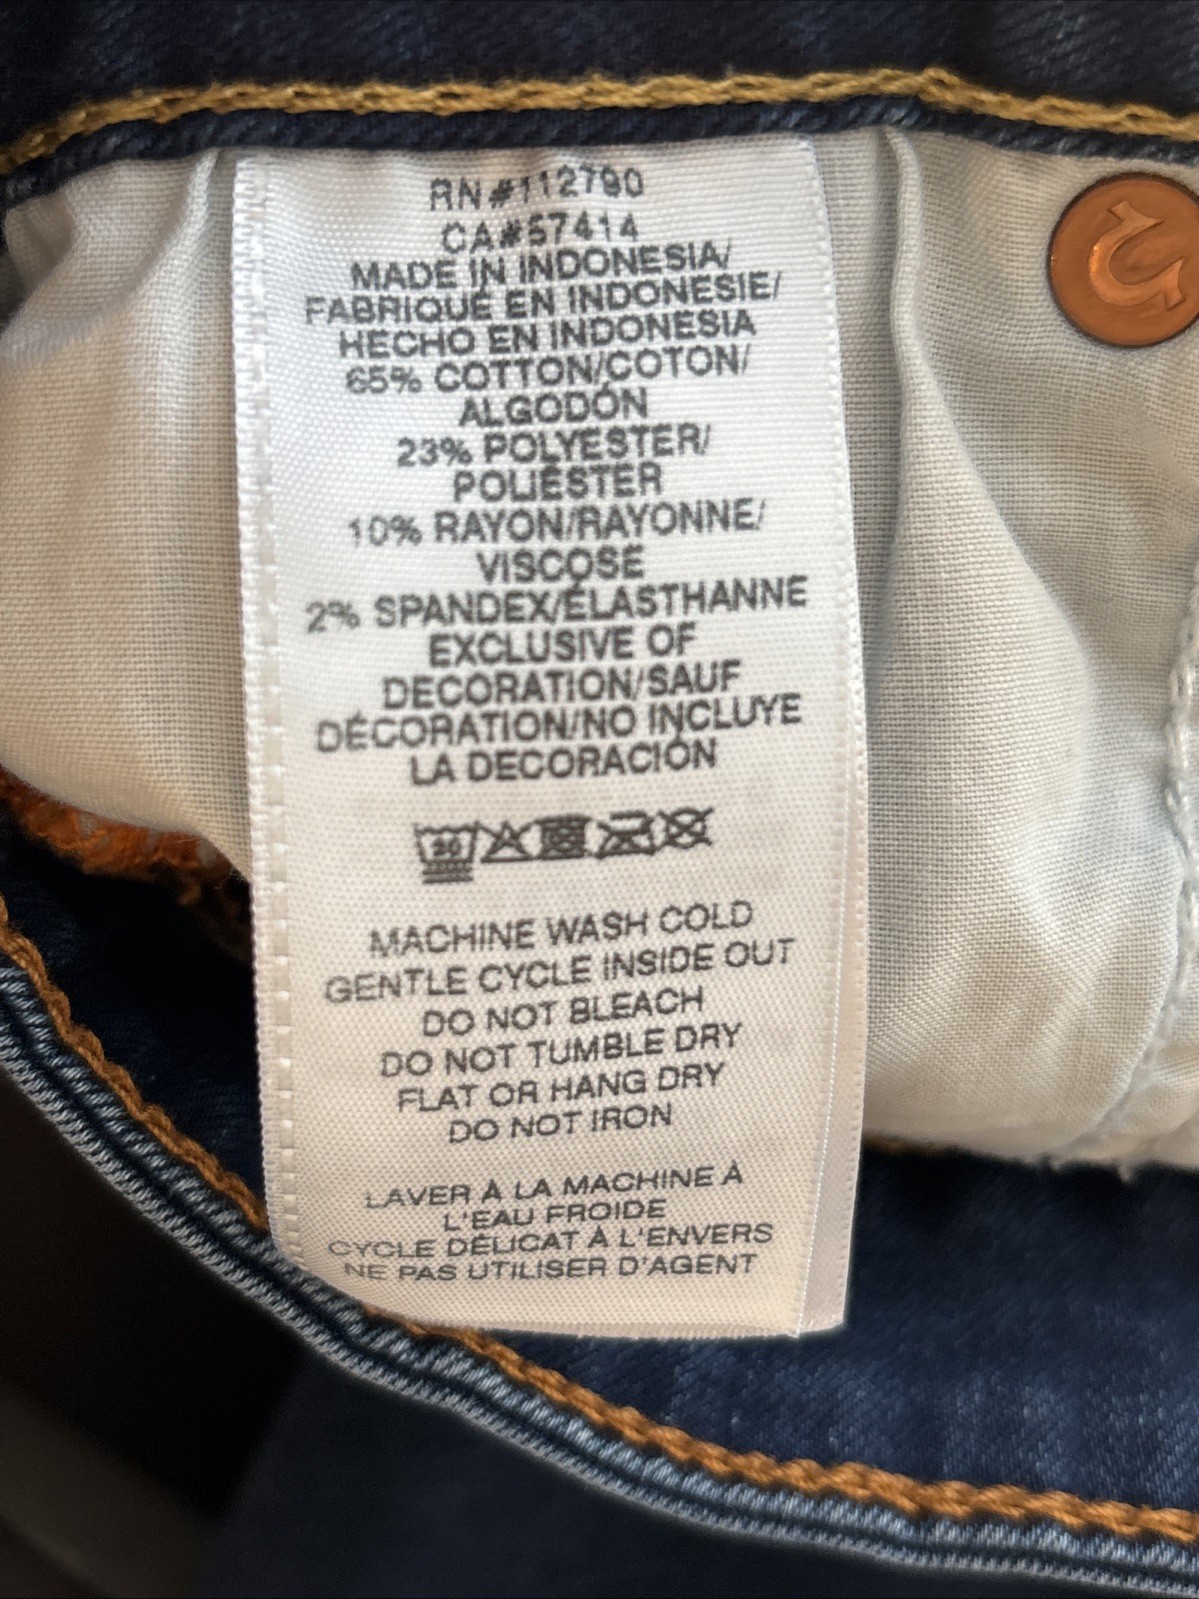 RN#112790
CA#57414
MADE IN INDONESIA/
FABRIQUÉ EN INDONESIE/
HECHO EN INDONESIA
65% COTTON/COTON/
ALGODÓN
23% POLYESTER/
POLIÉSTER
10% RAYON/RAYONNE/
VISCOSE
2% SPANDEX/ÉLASTHANNE
EXCLUSIVE OF
DECORATION/SAUF
DÉCORATION/NO INCLUYE
LA DECORACIÓN
30
MACHINE WASH COLD
GENTLE CYCLE INSIDE OUT
DO NOT BLEACH
DO NOT TUMBLE DRY
FLAT OR HANG DRY
DO NOT IRON
LAVER À LA MACHINE À
L'EAU FROIDE
CYCLE DÉLICAT À L'ENVERS
NE PAS UTILISER D'AGENT